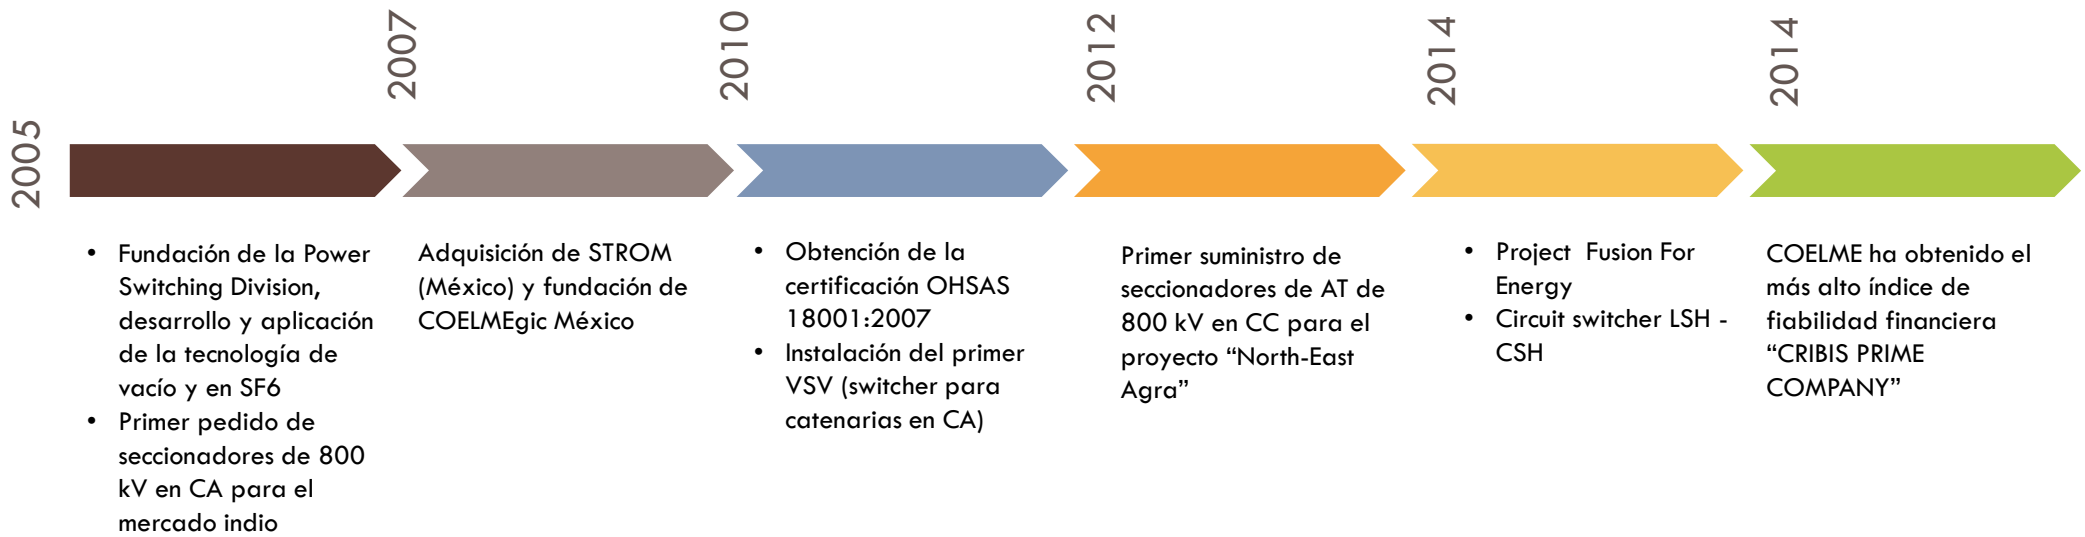 2005
2007
2010
2012
2014
2014
• Fundación de la Power
Switching Division,
desarrollo y aplicación
de la tecnología de
vacío y en SF6
• Primer pedido de
seccionadores de 800
kV en CA para el
mercado indio
Adquisición de STROM
(México) y fundación de
COELMEgic México
• Obtención de la
certificación OHSAS
18001:2007
• Instalación del primer
VSV (switcher para
catenarias en CA)
Primer suministro de
seccionadores de AT de
800 kV en CC para el
proyecto “North-East
Agra”
• Project Fusion For
Energy
• Circuit switcher LSH -
CSH
COELME ha obtenido el
más alto índice de
fiabilidad financiera
“CRIBIS PRIME
COMPANY”